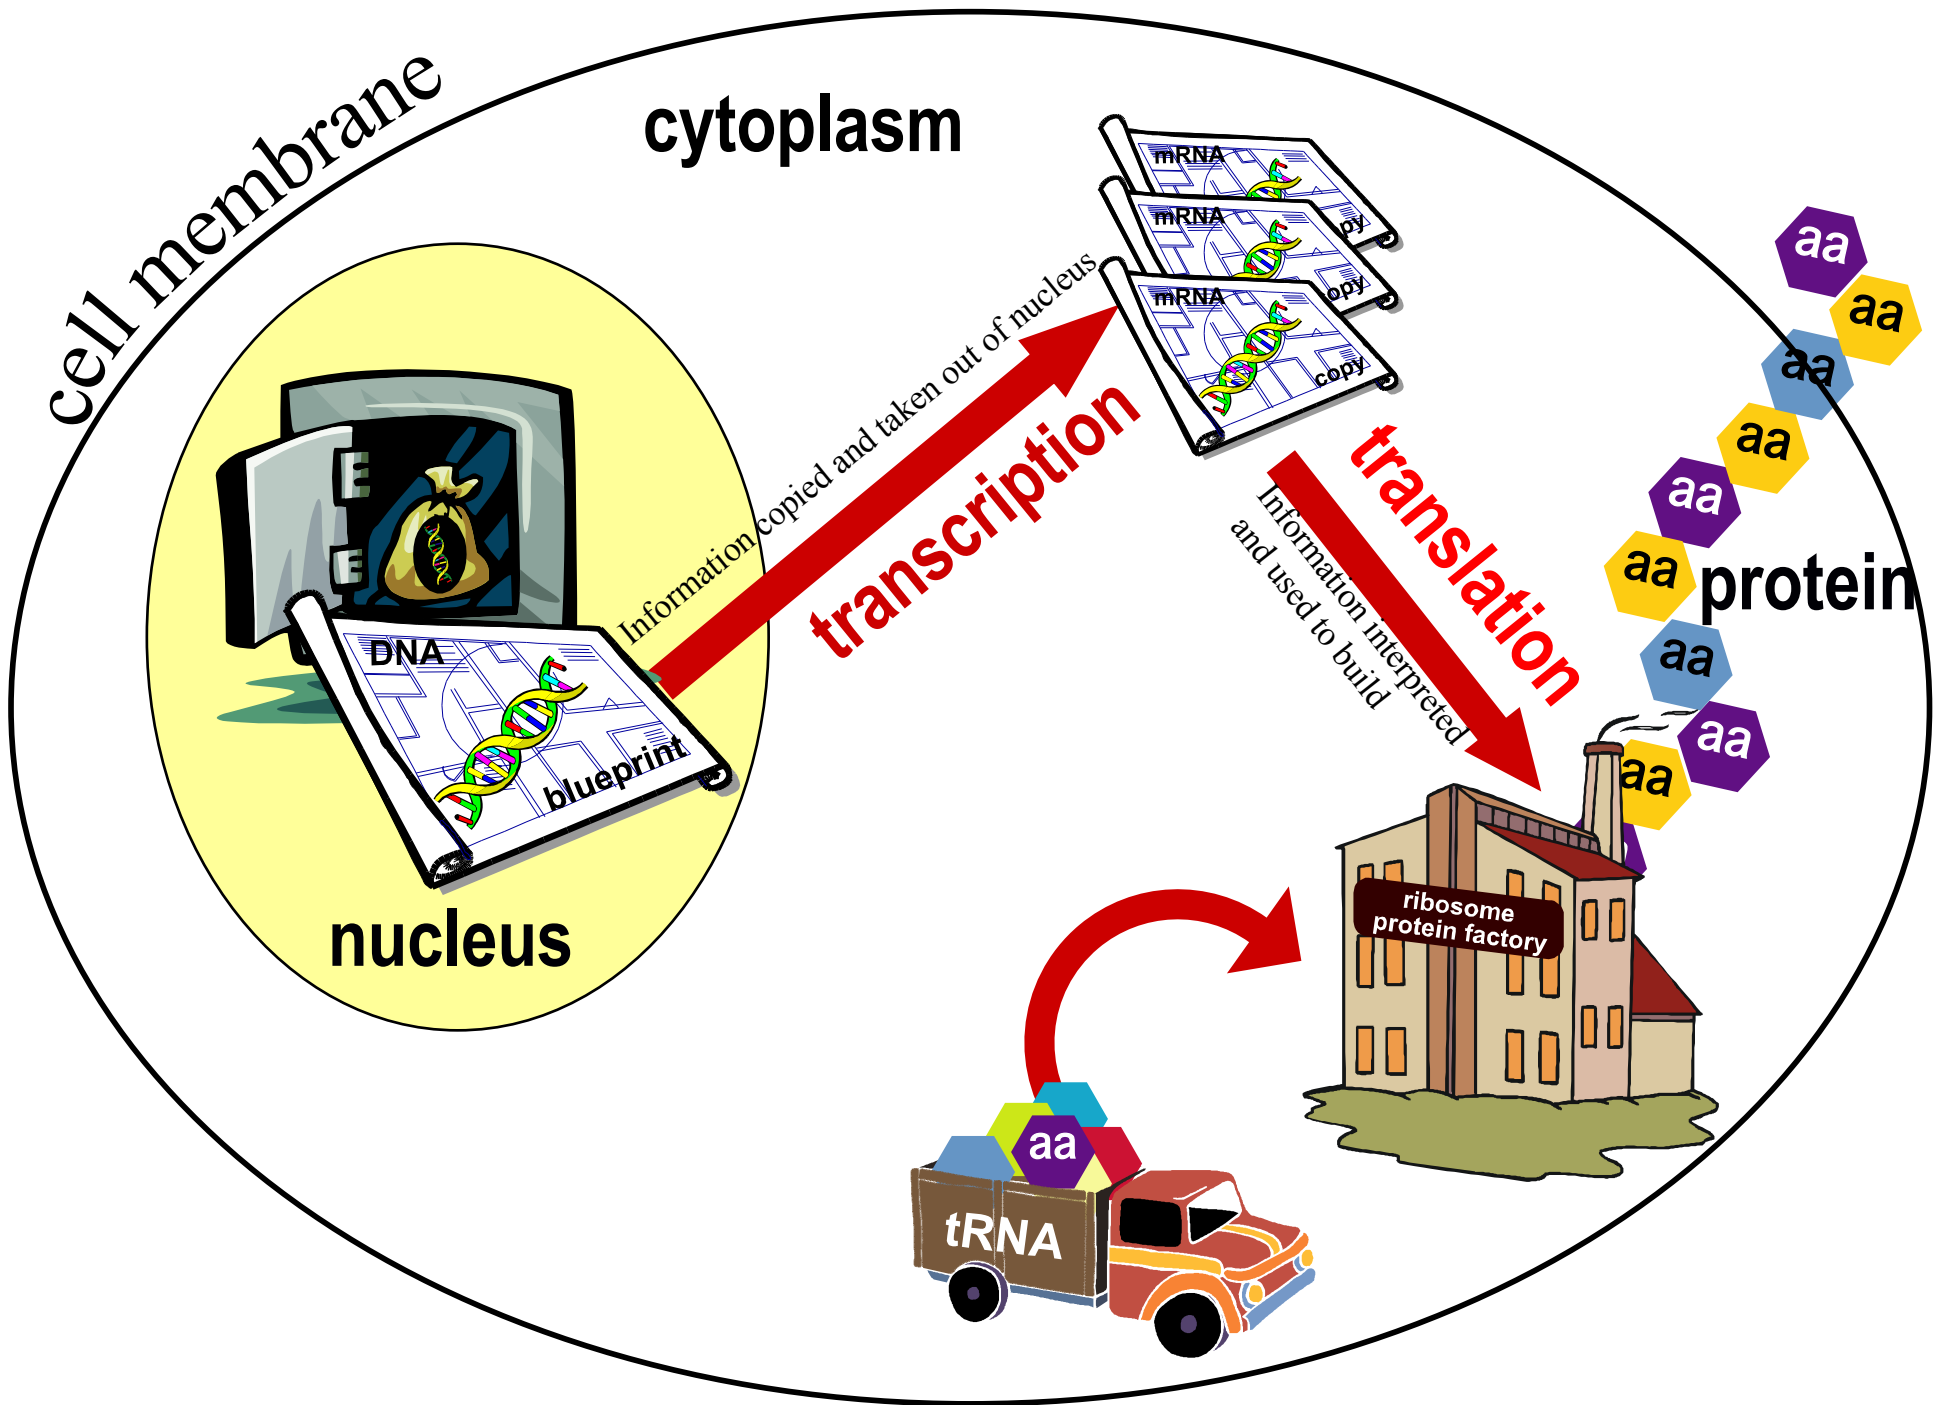 cell membrane
cytoplasm
mRNA
py
mRNA
opy
mRNA
copy
Information copied and taken out of nucleus
transcription
translation
Information interpreted
and used to build
DNA
blueprint
nucleus
aa
aa
aa
aa
aa
aa
protein
aa
aa
aa
ribosome
protein factory
aa
tRNA